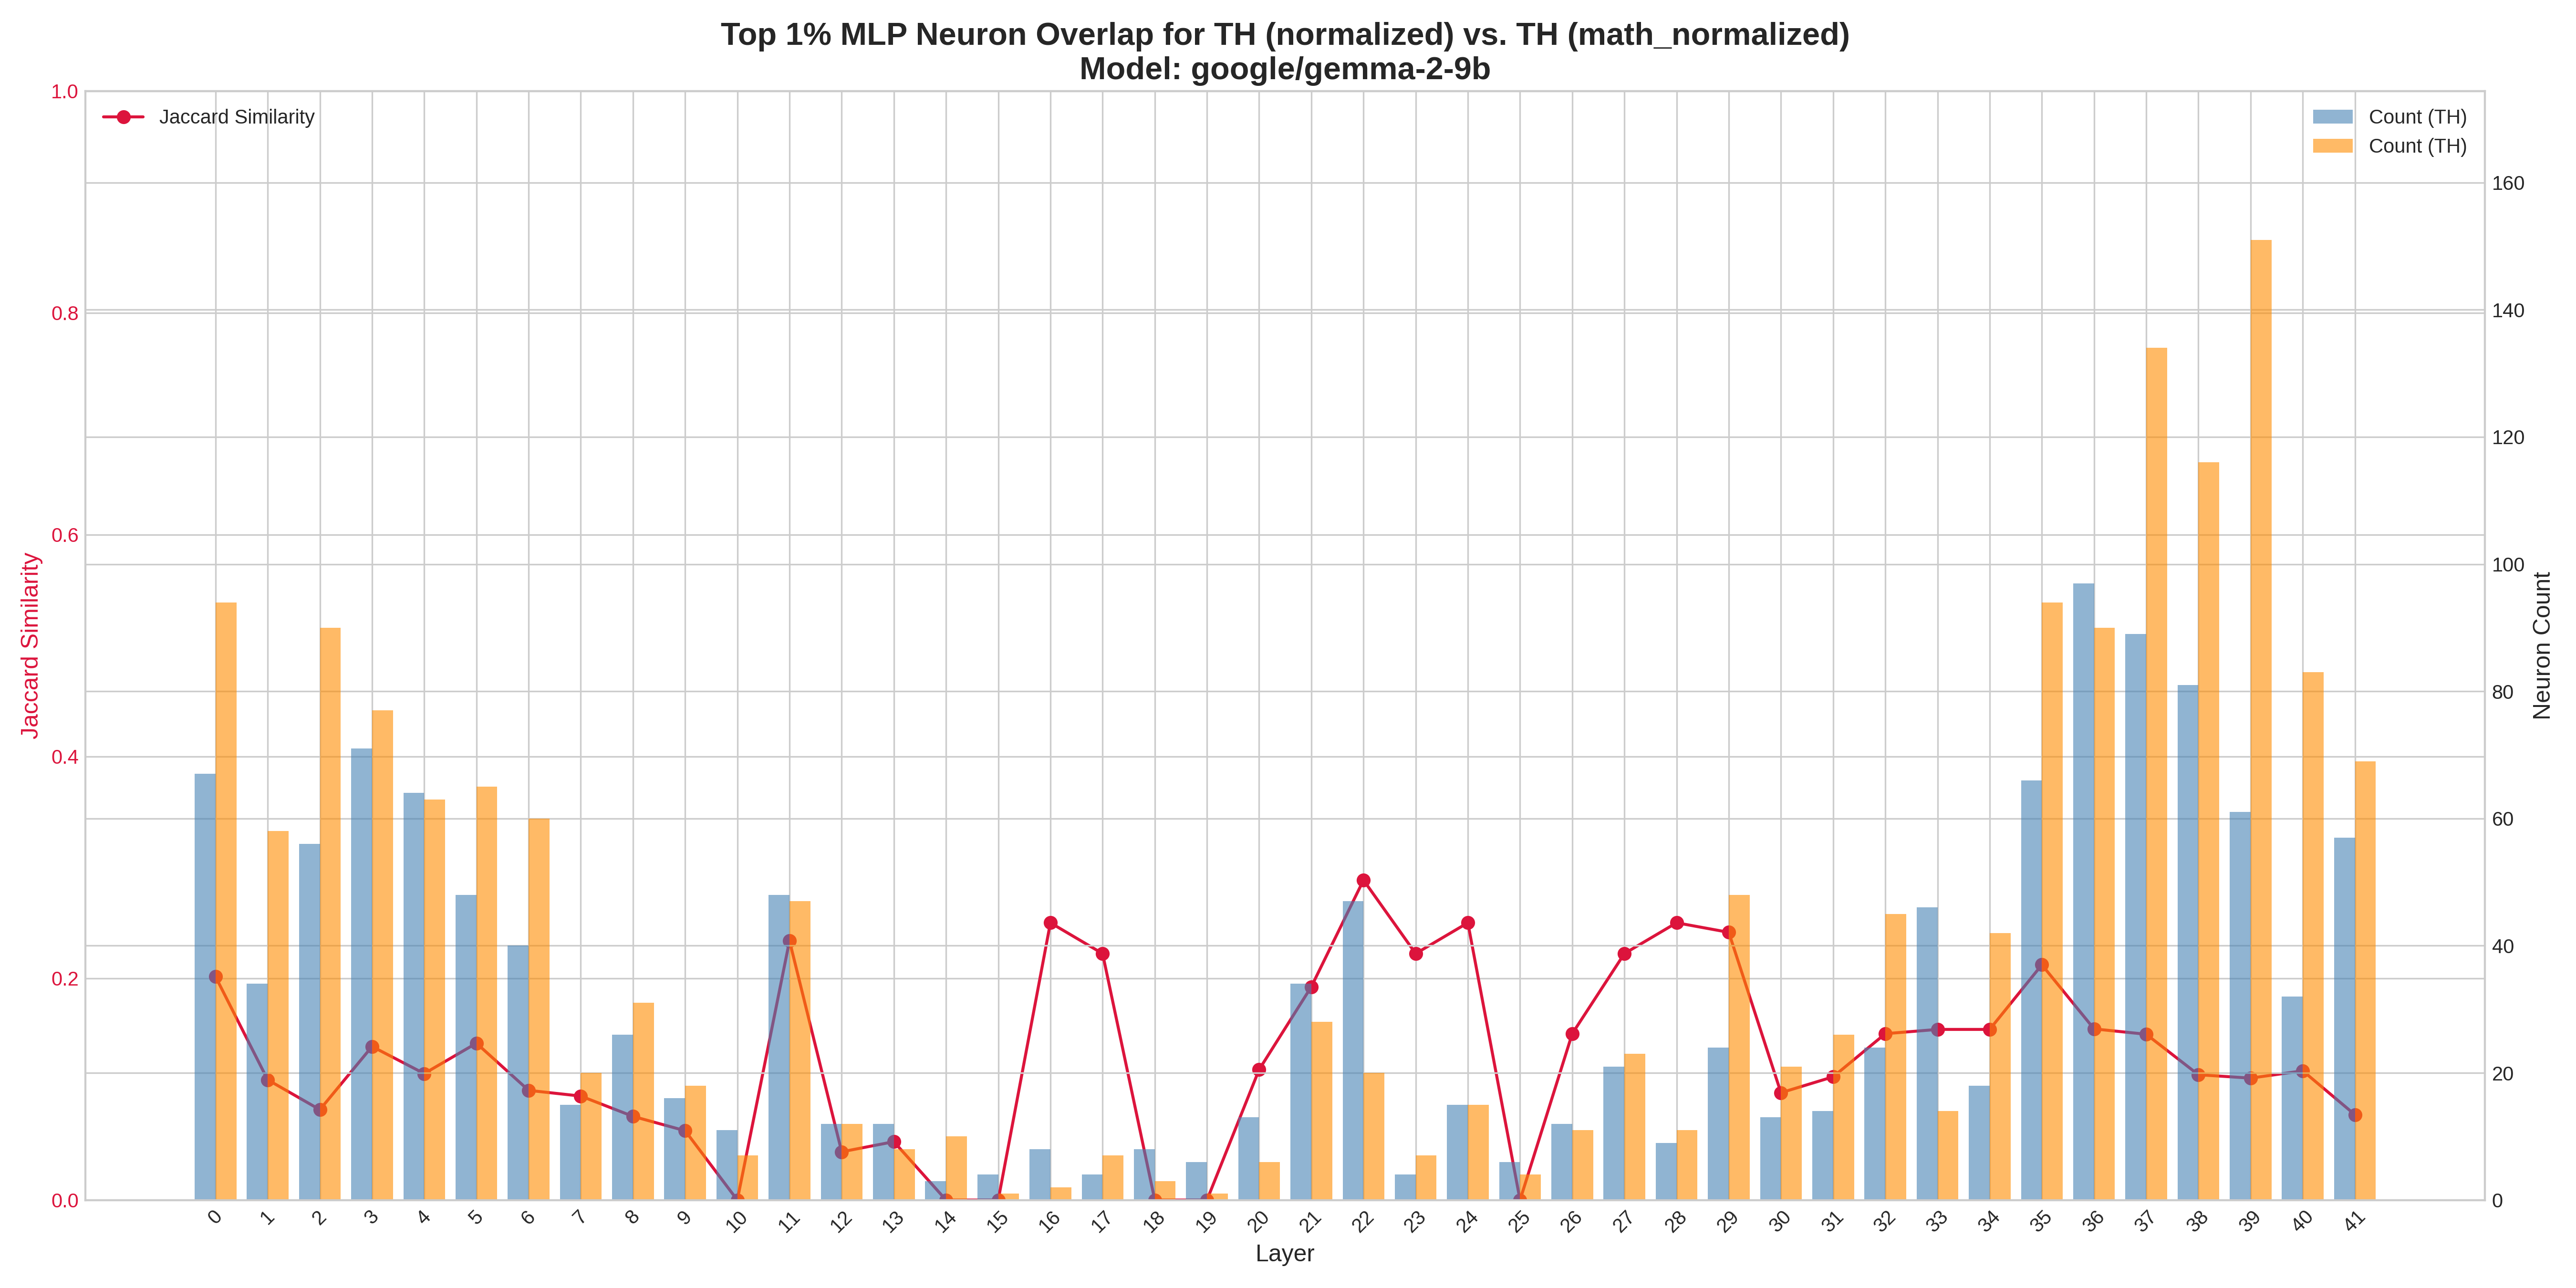 Top 1% MLP Neuron Overlap for TH (normalized) vs. TH (math_normalized)
Model: google/gemma-2-9b
Jaccard Similarity
Count (TH)
Count (TH)
1.0
0.8
0.6
0.4
0.2
0.0
Jaccard Similarity
160
140
120
100
80
60
40
20
0
Neuron Count
0 1 2 3 4 5 6 7 8 9 10 11 12 13 14 15 16 17 18 19 20 21 22 23 24 25 26 27 28 29 30 31 32 33 34 35 36 37 38 39 40 41
Layer